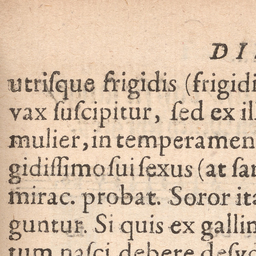 DI
utriſque frigidis (frigidi
vax ſuſcipitur, ſed ex il
mulier, in temperamen
gidiſſimo ſui ſexus (at ſan
mirac. probat. Soror ita
guntur. Si quis ex gallin
tum naſci debere